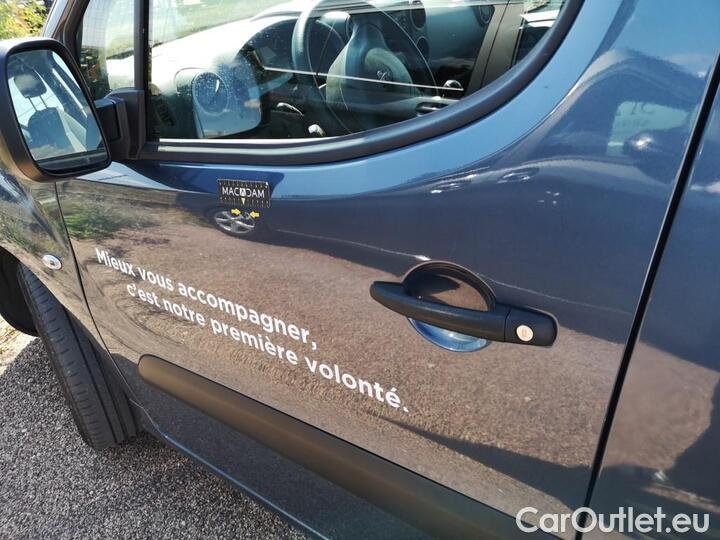 MACADAM
Mieux vous accompagner,
c'est notre première volonté.
CarOutlet.eu